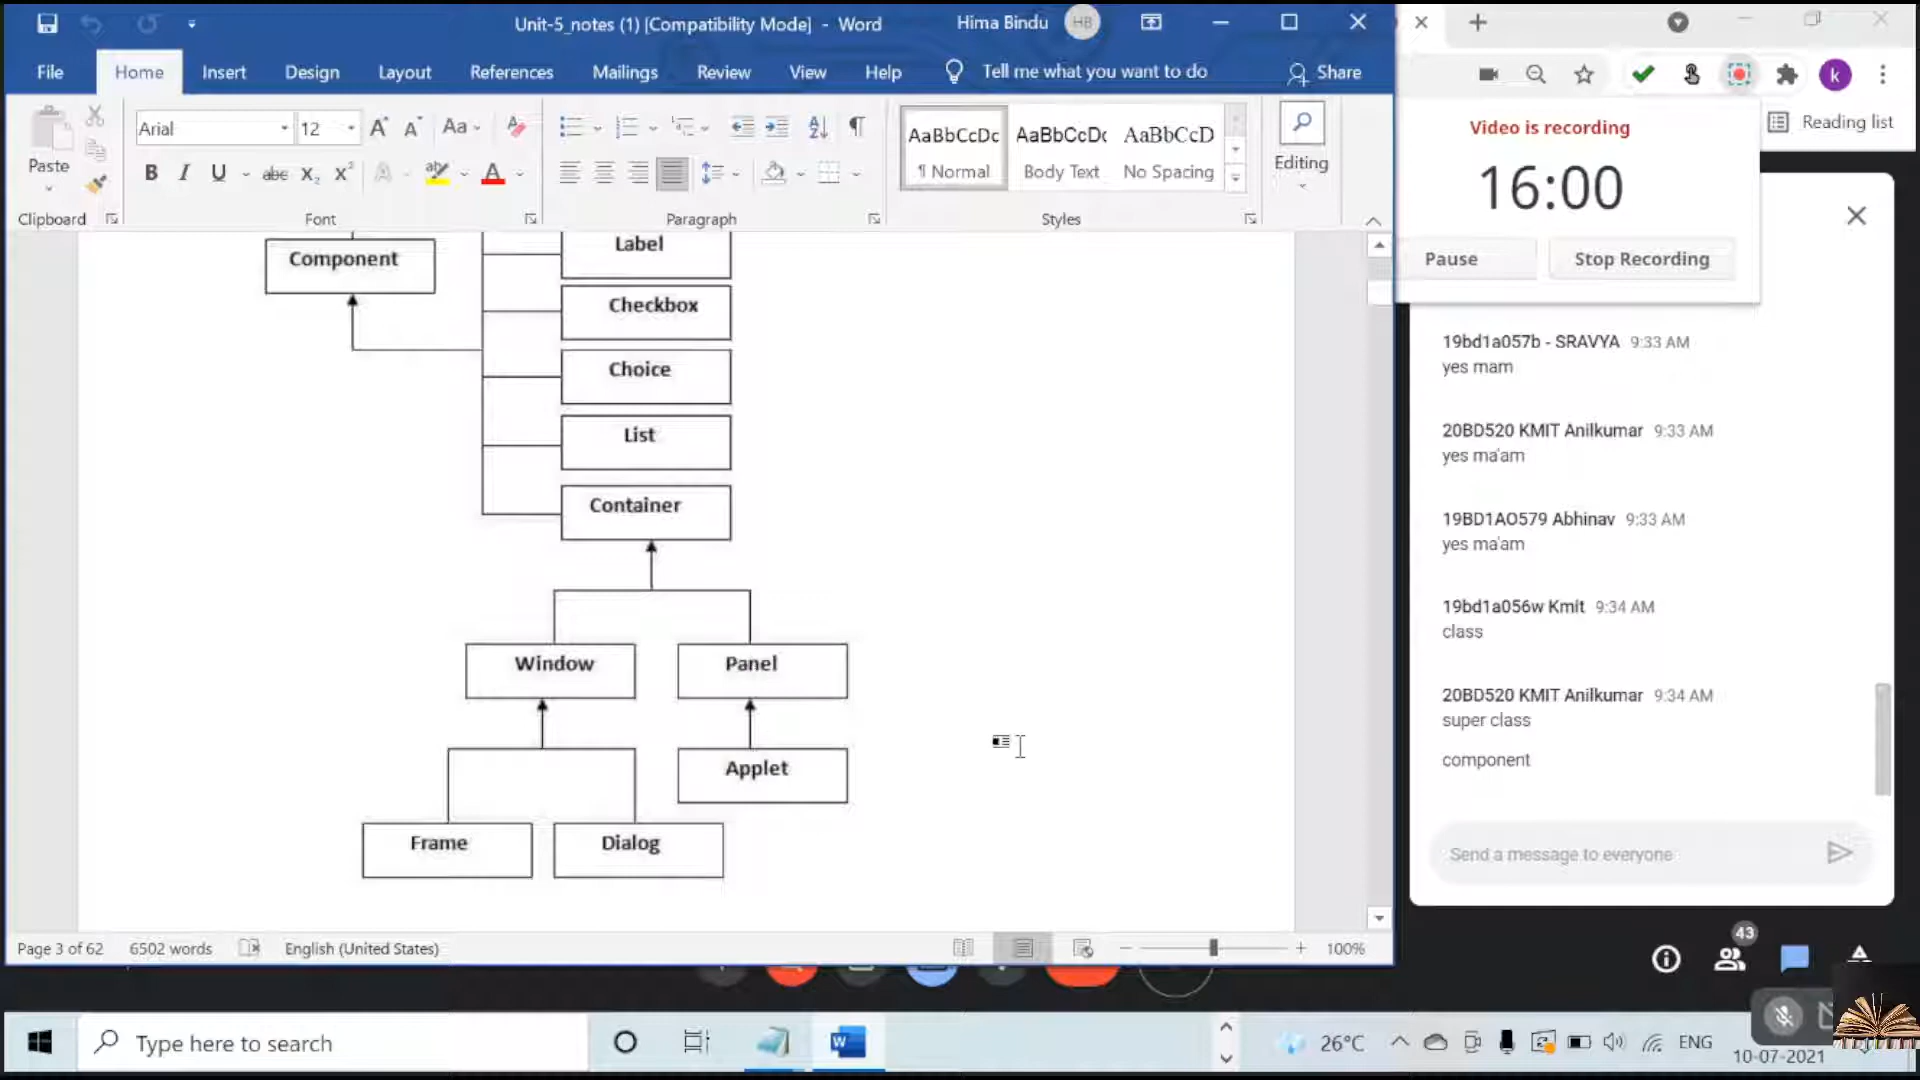 Unit-5_notes (1) [Compatibility Mode] - Word
Hima Bindu
HB
File
Home
Insert
Design
Layout
References
Mailings
Review
View
Help
Tell me what you want to do
Share
k
Reading list
Paste
Arial
12
Aa
B
I
U
abc
X2
X2
A
aby
A
AaBbCcDc
AaBbCcDc
AaBbCcD
¶ Normal
Body Text
No Spacing
Editing
Clipboard
Font
Paragraph
Styles
Video is recording
16:00
Pause
Stop Recording
Component
Label
Checkbox
Choice
List
Container
Window
Panel
Applet
Frame
Dialog
19bd1a057b - SRAVYA 9:33 AM
yes mam
20BD520 KMIT Anilkumar 9:33 AM
yes ma'am
19BD1AO579 Abhinav 9:33 AM
yes ma'am
19bd1a056w Kmit 9:34 AM
class
20BD520 KMIT Anilkumar 9:34 AM
super class
component
Send a message to everyone
43
Page 3 of 62
6502 words
English (United States)
100%
Type here to search
26°C
ENG
10-07-2021